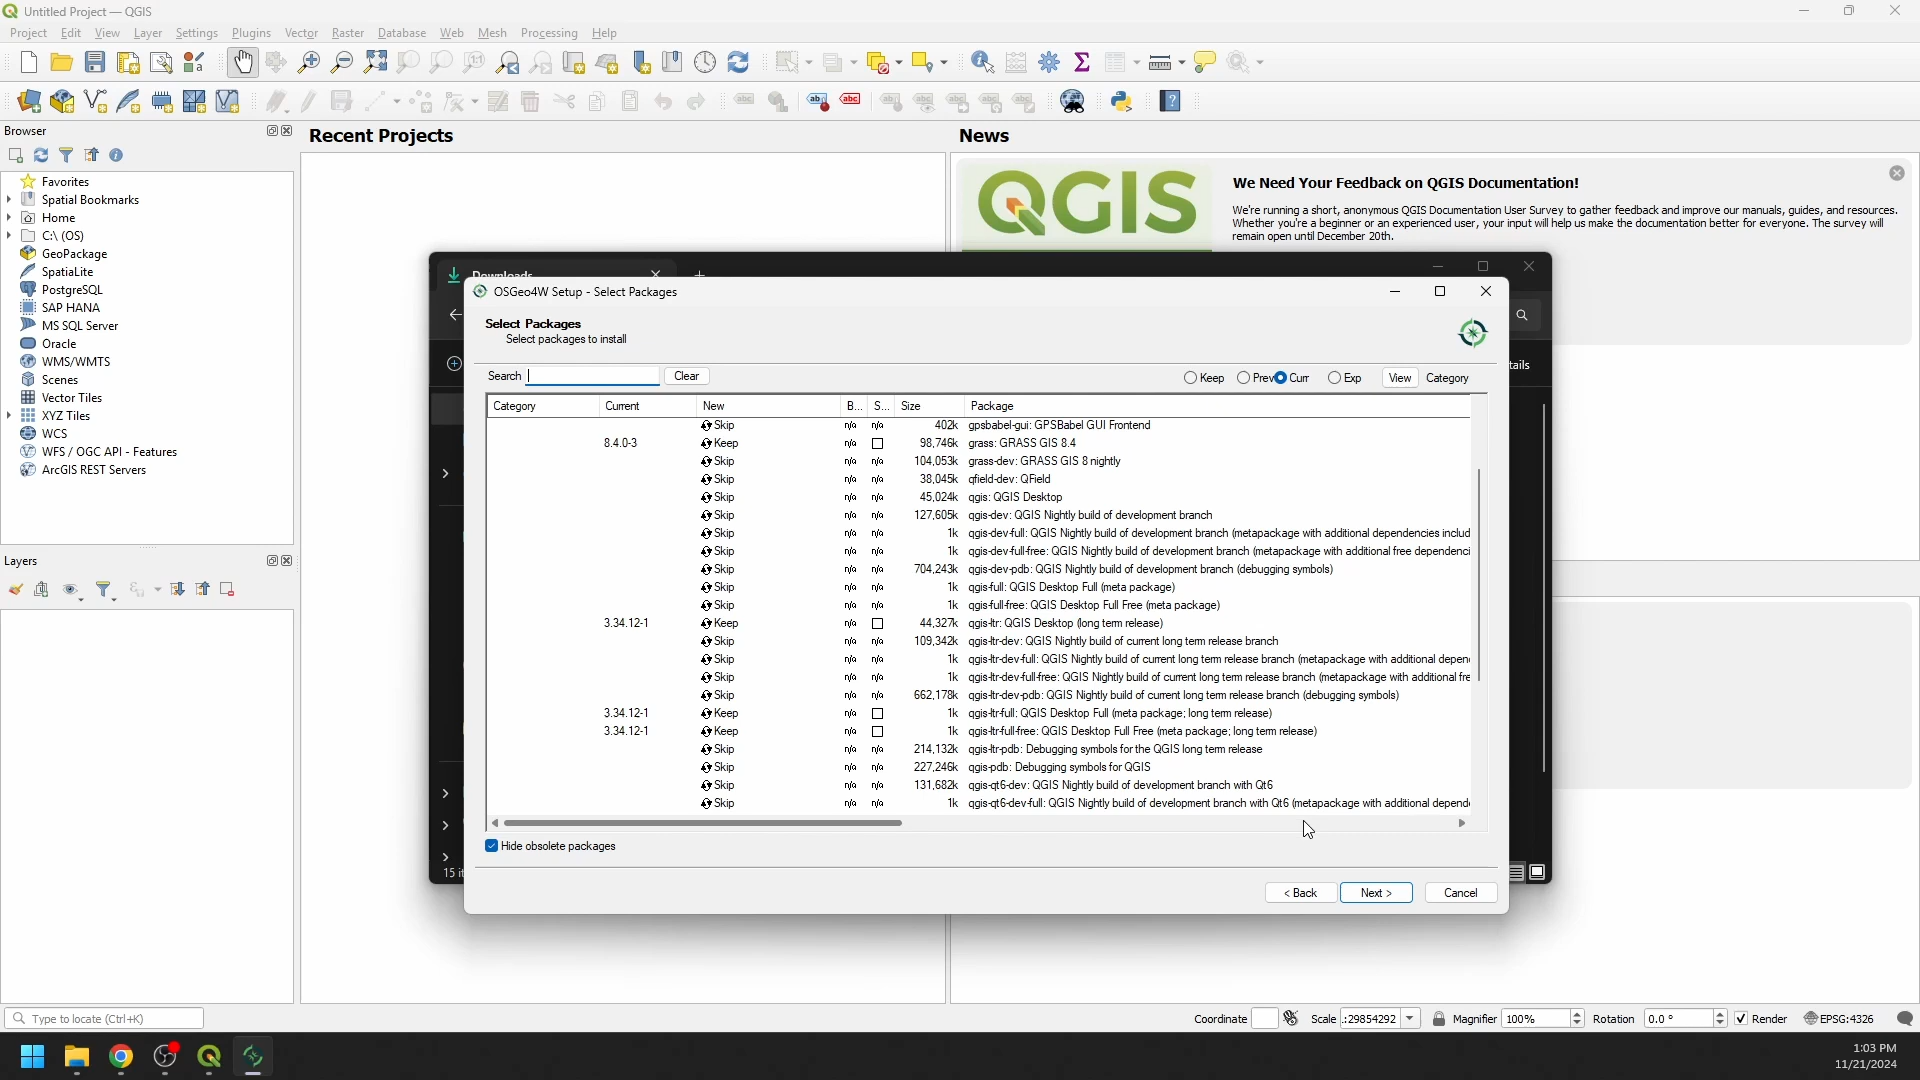 Untitled Project — QGIS
Project Edit View Layer Settings Plugins Vector Raster Database Web Mesh Processing Help
Browser
Favorites
Spatial Bookmarks
Home
C:\ (OS)
GeoPackage
SpatiaLite
PostgreSQL
SAP HANA
MS SQL Server
Oracle
WMS/WMTS
Scenes
Vector Tiles
XYZ Tiles
WCS
WFS / OGC API - Features
ArcGIS REST Servers
Layers
Recent Projects
News
QGIS
We Need Your Feedback on QGIS Documentation!
We're running a short, anonymous QGIS Documentation User Survey to gather feedback and improve our manuals, guides, and resources.
Whether you're a beginner or an experienced user, your input will help us make the documentation better for everyone. The survey will
remain open until December 20th.
Downloads
tails
OSGeo4W Setup - Select Packages
Select Packages
Select packages to install
Search Clear Keep Prev Curr Exp View Category
Category Current New B... S... Size Package
Skip n/a n/a 402k gpsbabel-gui: GPSBabel GUI Frontend
8.4.0-3 Keep n/a 98,746k grass: GRASS GIS 8.4
Skip n/a n/a 104,053k grass-dev: GRASS GIS 8 nightly
Skip n/a n/a 38,045k qfield-dev: QField
Skip n/a n/a 45,024k qgis: QGIS Desktop
Skip n/a n/a 127,605k qgis-dev: QGIS Nightly build of development branch
Skip n/a n/a 1k qgis-dev-full: QGIS Nightly build of development branch (metapackage with additional dependencies includ
Skip n/a n/a 1k qgis-dev-full-free: QGIS Nightly build of development branch (metapackage with additional free dependenci
Skip n/a n/a 704,243k qgis-dev-pdb: QGIS Nightly build of development branch (debugging symbols)
Skip n/a n/a 1k qgis-full: QGIS Desktop Full (meta package)
Skip n/a n/a 1k qgis-full-free: QGIS Desktop Full Free (meta package)
3.34.12-1 Keep n/a 44,327k qgis-ltr: QGIS Desktop (long term release)
Skip n/a n/a 109,342k qgis-ltr-dev: QGIS Nightly build of current long term release branch
Skip n/a n/a 1k qgis-ltr-dev-full: QGIS Nightly build of current long term release branch (metapackage with additional depen
Skip n/a n/a 1k qgis-ltr-dev-full-free: QGIS Nightly build of current long term release branch (metapackage with additional fre
Skip n/a n/a 662,178k qgis-ltr-dev-pdb: QGIS Nightly build of current long term release branch (debugging symbols)
3.34.12-1 Keep n/a 1k qgis-ltr-full: QGIS Desktop Full (meta package; long term release)
3.34.12-1 Keep n/a 1k qgis-ltr-full-free: QGIS Desktop Full Free (meta package; long term release)
Skip n/a n/a 214,132k qgis-ltr-pdb: Debugging symbols for the QGIS long term release
Skip n/a n/a 227,246k qgis-pdb: Debugging symbols for QGIS
Skip n/a n/a 131,682k qgis-qt6-dev: QGIS Nightly build of development branch with Qt6
Skip n/a n/a 1k qgis-qt6-dev-full: QGIS Nightly build of development branch with Qt6 (metapackage with additional depend
Hide obsolete packages
15 it
< Back Next > Cancel
Type to locate (Ctrl+K) Coordinate Scale :29854292 Magnifier 100% Rotation 0.0 ° Render EPSG:4326
1:03 PM
11/21/2024